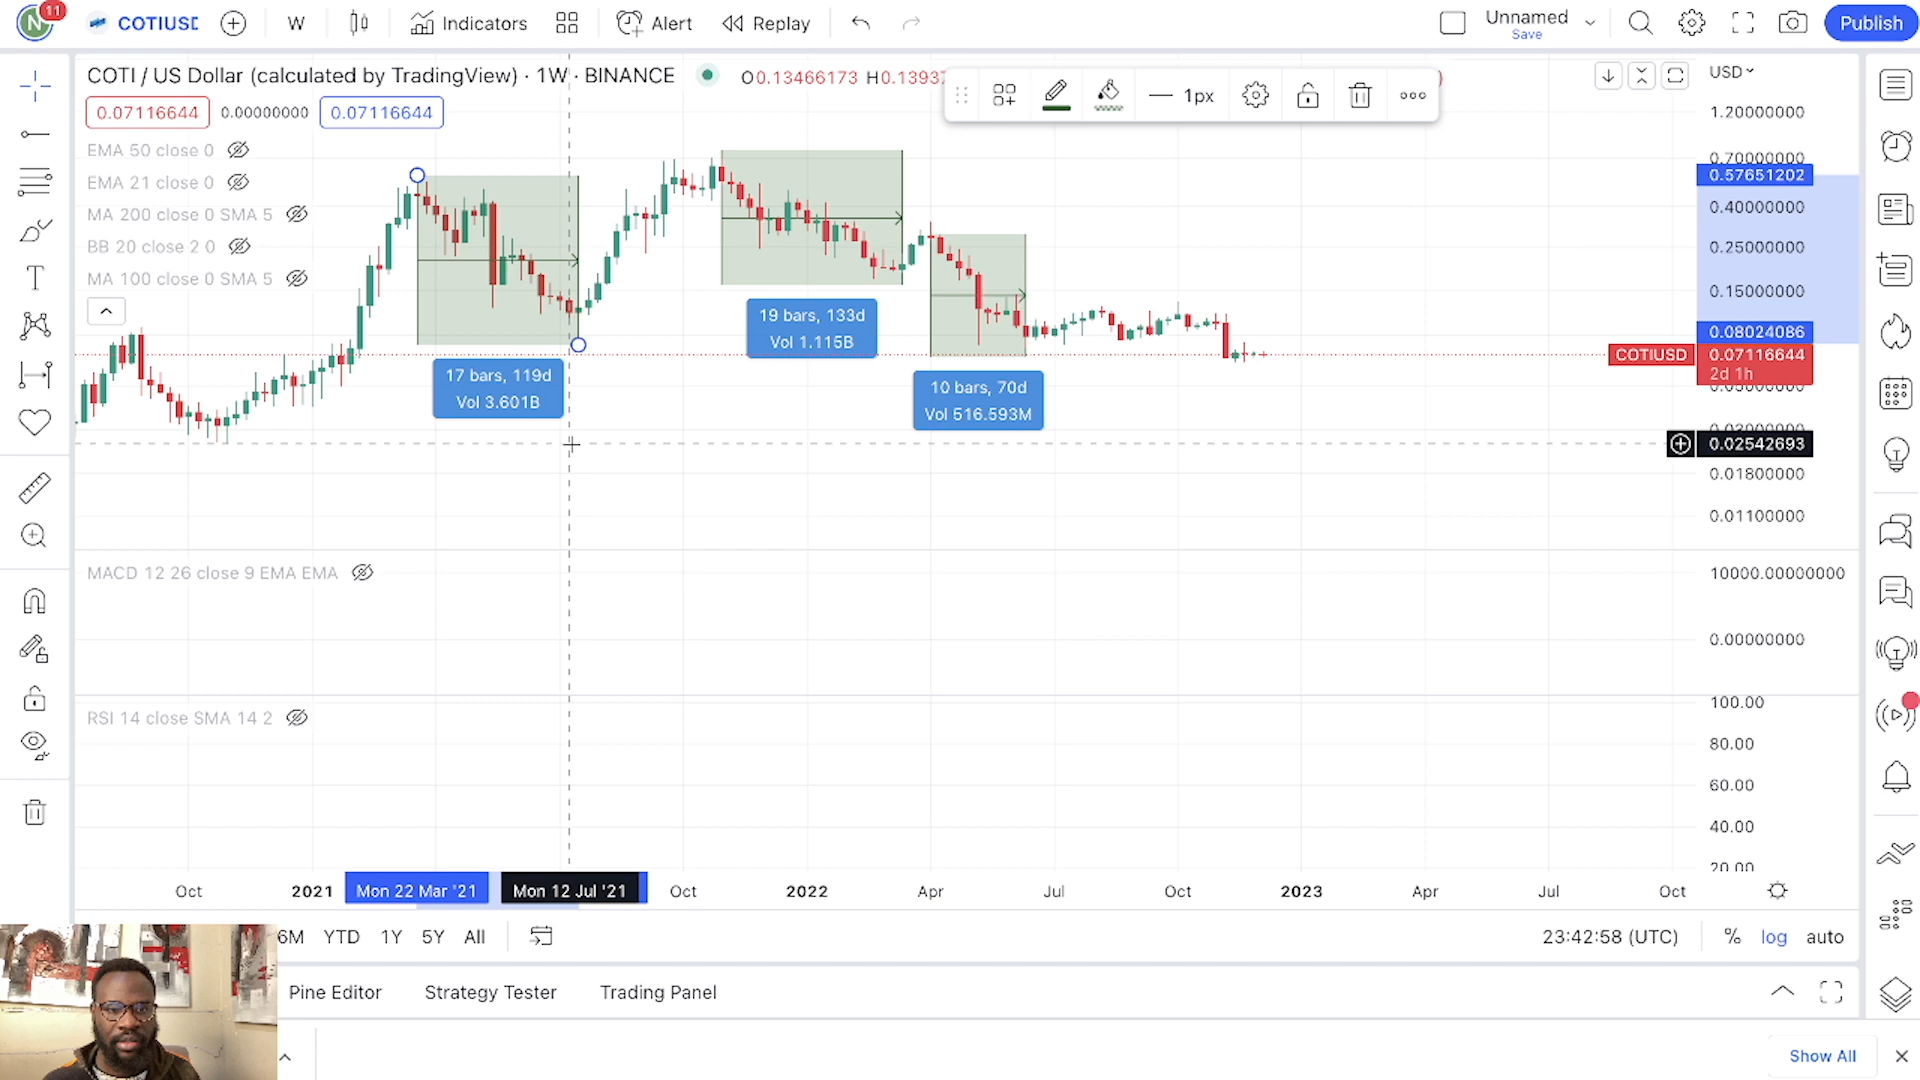 N
11
COTIUSD
W
Indicators
Alert
Replay
Unnamed
Save
Publish
COTI / US Dollar (calculated by TradingView) · 1W · BINANCE
O0.13466173 H0.1393
USD
0.07116644
0.00000000
0.07116644
EMA 50 close 0
EMA 21 close 0
MA 200 close 0 SMA 5
BB 20 close 2 0
MA 100 close 0 SMA 5
1px
17 bars, 119d
Vol 3.601B
19 bars, 133d
Vol 1.115B
10 bars, 70d
Vol 516.593M
1.20000000
0.70000000
0.57651202
0.40000000
0.25000000
0.15000000
0.08024086
COTIUSD
0.07116644
2d 1h
0.02542693
0.01800000
0.01100000
MACD 12 26 close 9 EMA EMA
10000.00000000
0.00000000
RSI 14 close SMA 14 2
100.00
80.00
60.00
40.00
20.00
Oct
2021
Mon 22 Mar '21
Mon 12 Jul '21
Oct
2022
Apr
Jul
Oct
2023
Apr
Jul
Oct
6M
YTD
1Y
5Y
All
23:42:58 (UTC)
%
log
auto
Pine Editor
Strategy Tester
Trading Panel
Show All